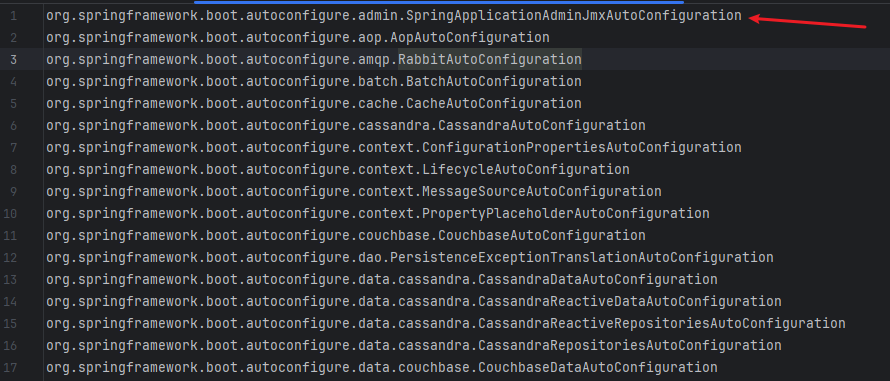 1 org.springframework.boot.autoconfigure.admin.SpringApplicationAdminJmxAutoConfiguration
2 org.springframework.boot.autoconfigure.aop.AopAutoConfiguration
3 org.springframework.boot.autoconfigure.amqp.RabbitAutoConfiguration
4 org.springframework.boot.autoconfigure.batch.BatchAutoConfiguration
5 org.springframework.boot.autoconfigure.cache.CacheAutoConfiguration
6 org.springframework.boot.autoconfigure.cassandra.CassandraAutoConfiguration
7 org.springframework.boot.autoconfigure.context.ConfigurationPropertiesAutoConfiguration
8 org.springframework.boot.autoconfigure.context.LifecycleAutoConfiguration
9 org.springframework.boot.autoconfigure.context.MessageSourceAutoConfiguration
10 org.springframework.boot.autoconfigure.context.PropertyPlaceholderAutoConfiguration
11 org.springframework.boot.autoconfigure.couchbase.CouchbaseAutoConfiguration
12 org.springframework.boot.autoconfigure.dao.PersistenceExceptionTranslationAutoConfiguration
13 org.springframework.boot.autoconfigure.data.cassandra.CassandraDataAutoConfiguration
14 org.springframework.boot.autoconfigure.data.cassandra.CassandraReactiveDataAutoConfiguration
15 org.springframework.boot.autoconfigure.data.cassandra.CassandraReactiveRepositoriesAutoConfiguration
16 org.springframework.boot.autoconfigure.data.cassandra.CassandraRepositoriesAutoConfiguration
17 org.springframework.boot.autoconfigure.data.couchbase.CouchbaseDataAutoConfiguration